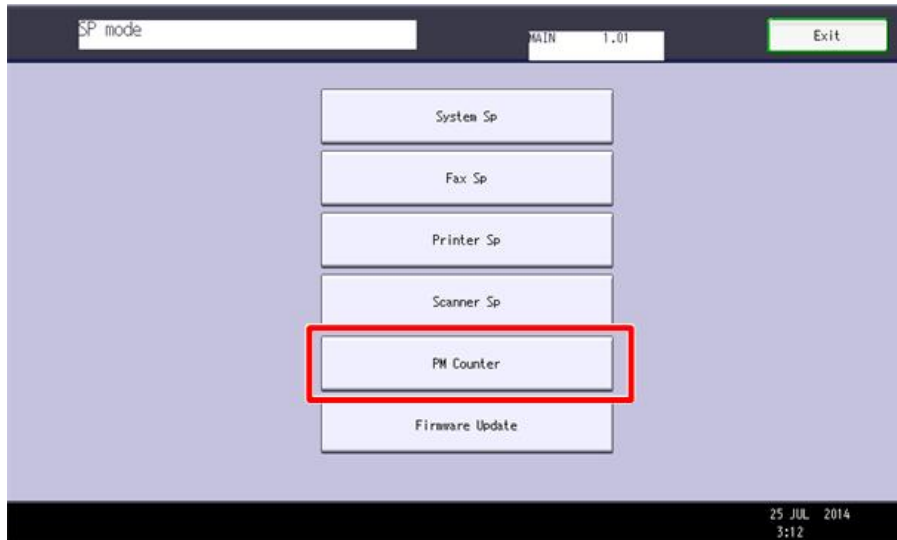 SP mode
MAIN 1.01
Exit
System Sp
Fax Sp
Printer Sp
Scanner Sp
PM Counter
Firmware Update
25 JUL 2014
3:12